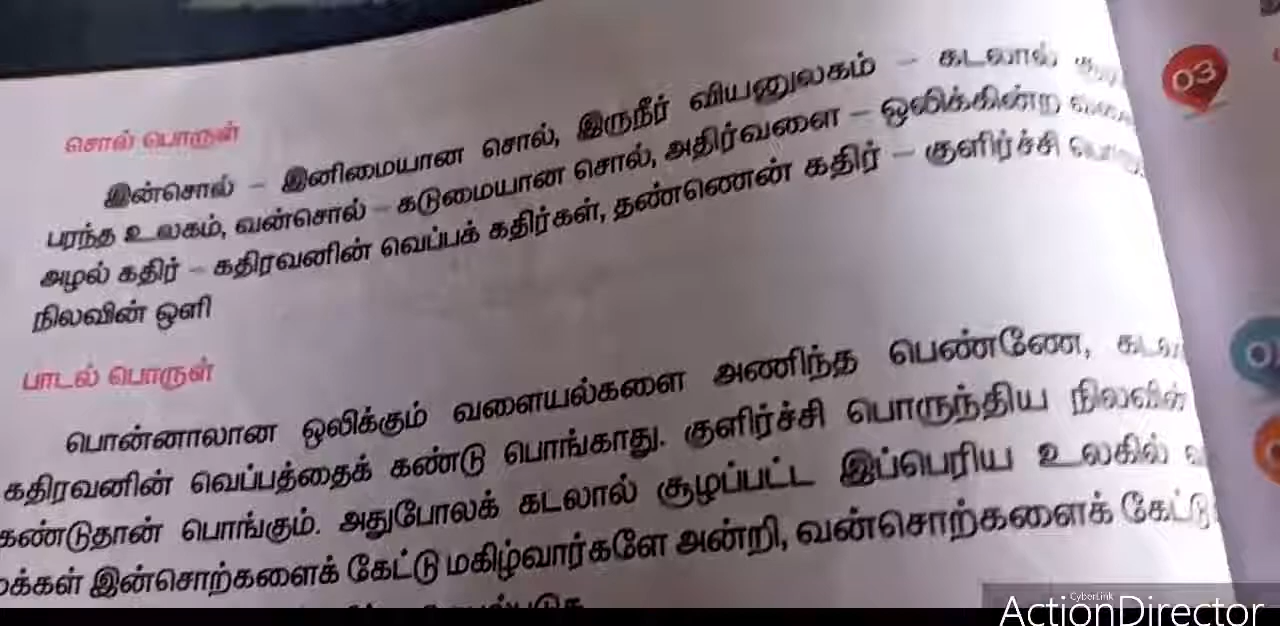 சொல் பொருள்
இன்சொல் – இனிமையான சொல், இருநீர் வியனுலகம் – கடலால்
பரந்த உலகம், வன்சொல் – கடுமையான சொல், அதிர்வளை – ஒலிக்கின்ற
அழல் கதிர் – கதிரவனின் வெப்பக் கதிர்கள், தண்ணென் கதிர் – குளிர்ச்சி
நிலவின் ஒளி
பாடல் பொருள்
பொன்னாலான ஒலிக்கும் வளையல்களை அணிந்த பெண்ணே,
கதிரவனின் வெப்பத்தைக் கண்டு பொங்காது. குளிர்ச்சி பொருந்திய நிலவின்
கண்டுதான் பொங்கும். அதுபோலக் கடலால் சூழப்பட்ட இப்பெரிய உலகில்
மக்கள் இன்சொற்களைக் கேட்டு மகிழ்வார்களே அன்றி, வன்சொற்களைக் கேட்டு
03
CyberLink
ActionDirector